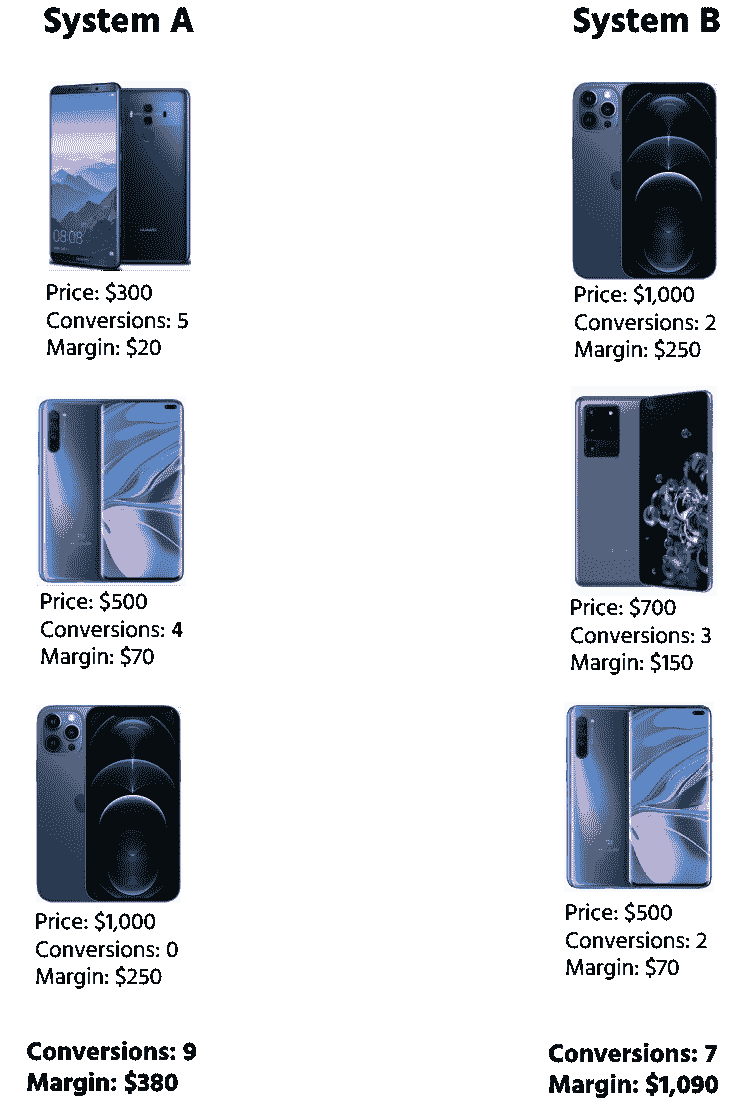 System A
Price: $300
Conversions: 5
Margin: $20
Price: $500
Conversions: 4
Margin: $70
Price: $1,000
Conversions: 0
Margin: $250
Conversions: 9
Margin: $380
System B
Price: $1,000
Conversions: 2
Margin: $250
Price: $700
Conversions: 3
Margin: $150
Price: $500
Conversions: 2
Margin: $70
Conversions: 7
Margin: $1,090
08:08